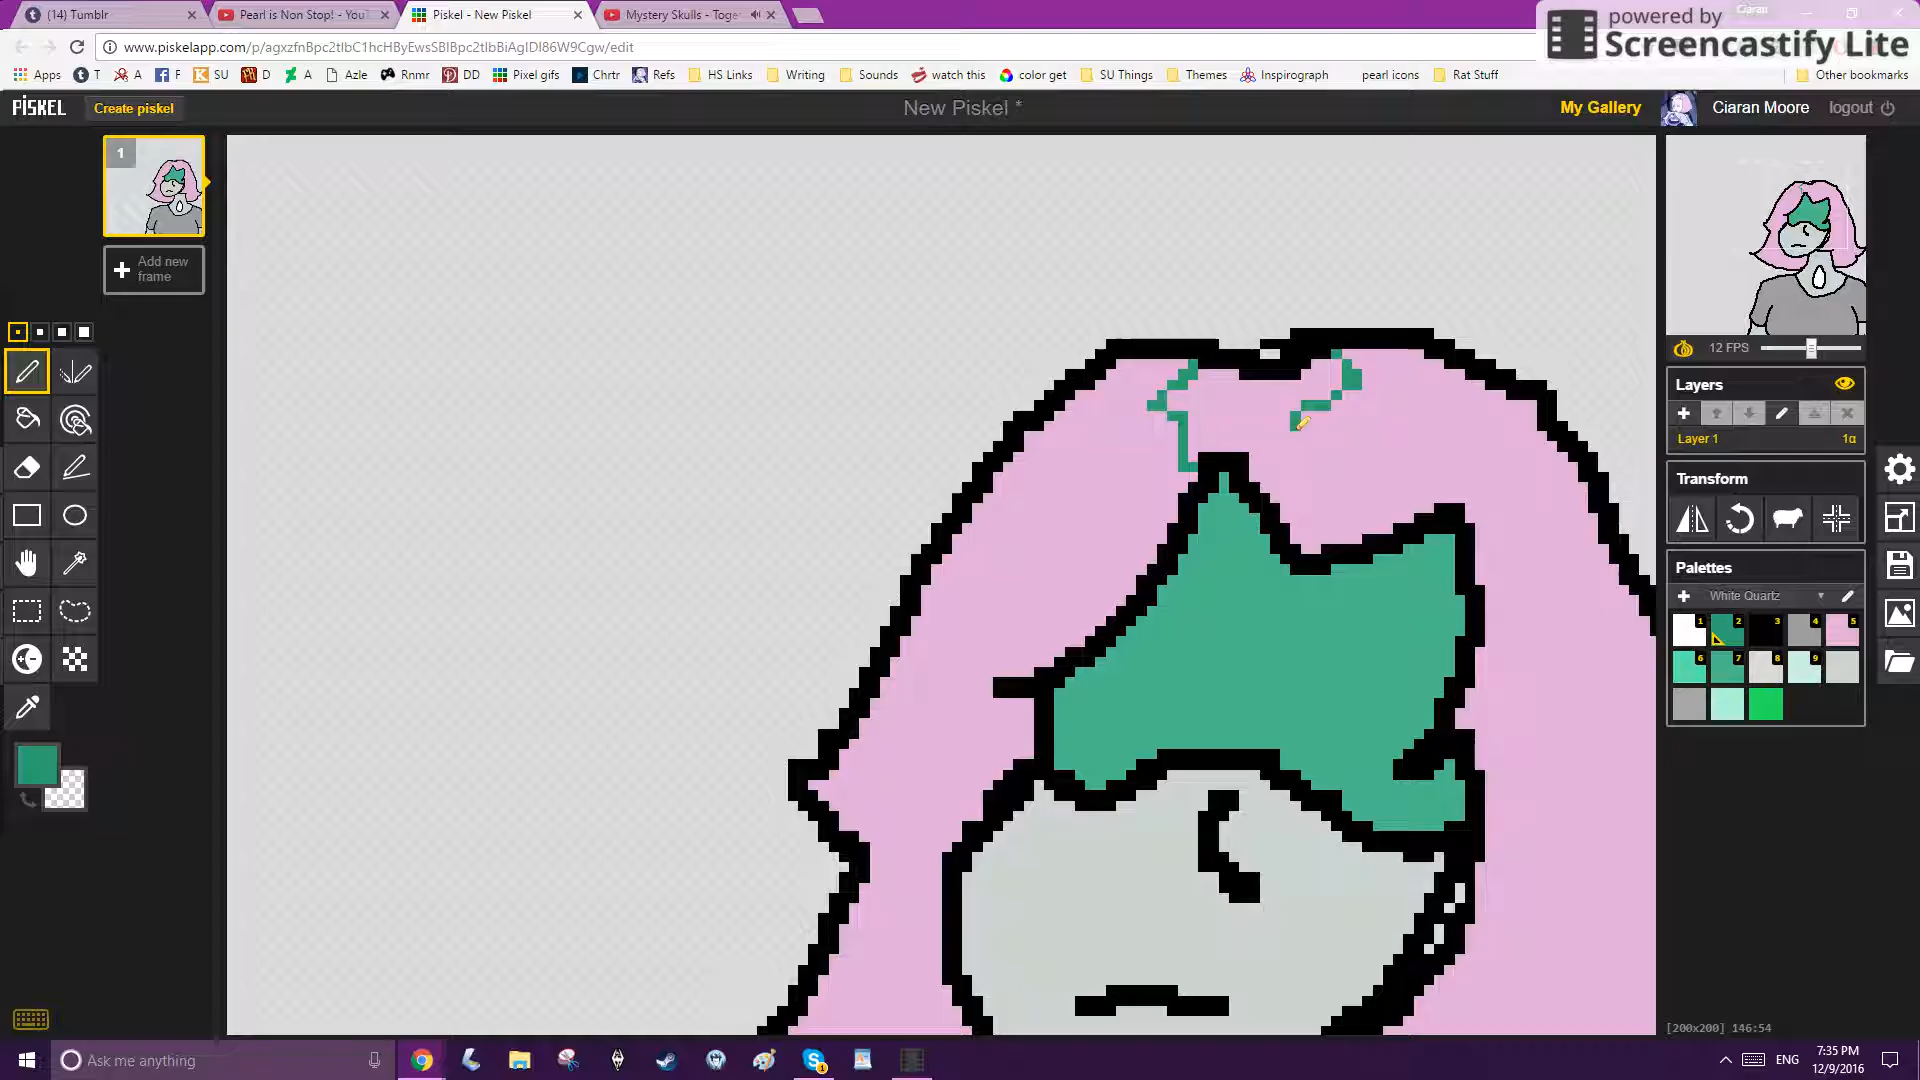 (14) Tumblr
Pearl is Non Stop! - YouT
Piskel - New Piskel
Mystery Skulls - Toge
Ciaran
powered by
Screencastify Lite
www.piskelapp.com/p/agxzfnBpc2tlbC1hcHByEwsSBlBpc2tlbBiAgIDl86W9Cgw/edit
Apps
T
A
F
SU
D
A
Azle
Rnmr
DD
Pixel gifs
Chrtr
Refs
HS Links
Writing
Sounds
watch this
color get
SU Things
Themes
Inspirograph
pearl icons
Rat Stuff
Other bookmarks
PISKEL
Create piskel
New Piskel *
My Gallery
Ciaran Moore
logout
1
Add new
frame
12 FPS
Layers
Layer 1
1α
Transform
Palettes
White Quartz
1 2 3 4 5
6 7 8 9
[200x200] 146:54
Ask me anything
1
ENG
7:35 PM
12/9/2016